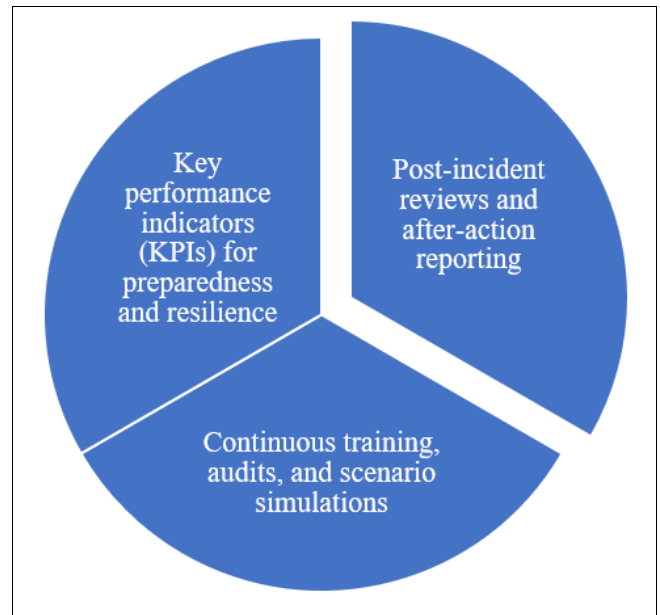 Key
performance
indicators
(KPIs) for
preparedness
and resilience
Post-incident
reviews and
after-action
reporting
Continuous training,
audits, and scenario
simulations